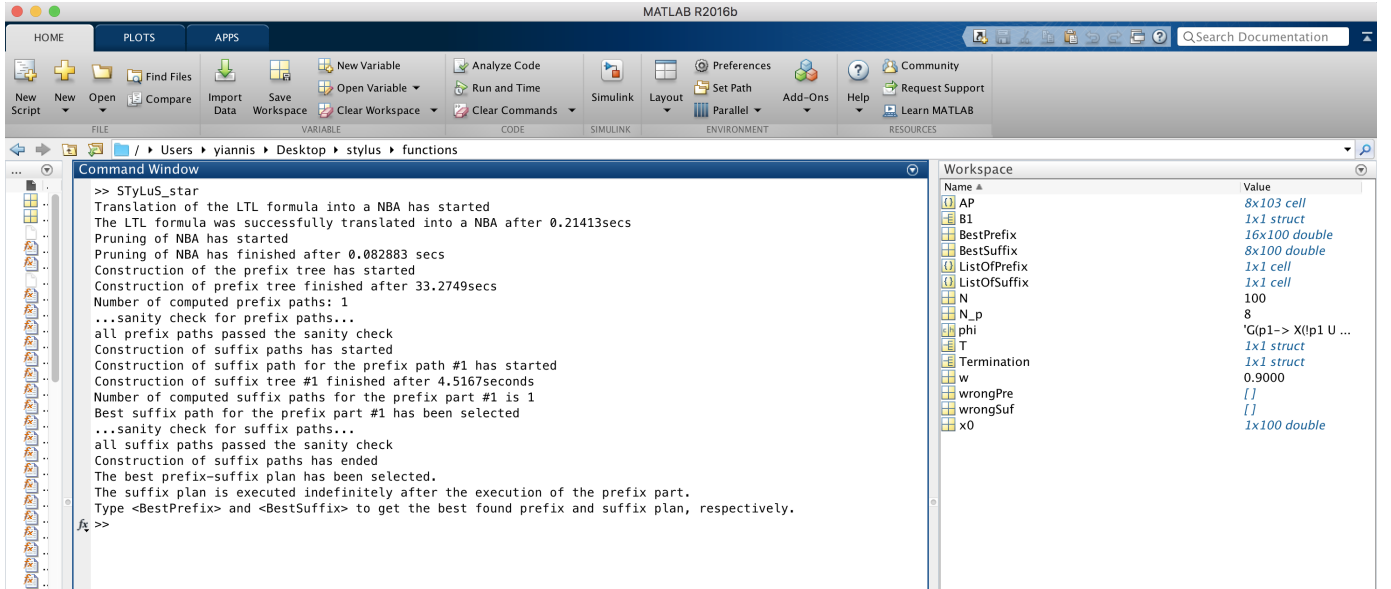 MATLAB R2016b
HOME PLOTS APPS Search Documentation
New Script New Open Find Files Compare Import Data Save Workspace New Variable Open Variable Clear Workspace Analyze Code Run and Time Clear Commands Simulink Layout Preferences Set Path Parallel Add-Ons Help Community Request Support Learn MATLAB
FILE VARIABLE CODE SIMULINK ENVIRONMENT RESOURCES
/ Users yiannis Desktop stylus functions
...
Command Window
>> STyLuS_star
Translation of the LTL formula into a NBA has started
The LTL formula was successfully translated into a NBA after 0.21413secs
Pruning of NBA has started
Pruning of NBA has finished after 0.082883 secs
Construction of the prefix tree has started
Construction of prefix tree finished after 33.2749secs
Number of computed prefix paths: 1
...sanity check for prefix paths...
all prefix paths passed the sanity check
Construction of suffix paths has started
Construction of suffix path for the prefix path #1 has started
Construction of suffix tree #1 finished after 4.5167seconds
Number of computed suffix paths for the prefix part #1 is 1
Best suffix path for the prefix part #1 has been selected
...sanity check for suffix paths...
all suffix paths passed the sanity check
Construction of suffix paths has ended
The best prefix-suffix plan has been selected.
The suffix plan is executed indefinitely after the execution of the prefix part.
Type <BestPrefix> and <BestSuffix> to get the best found prefix and suffix plan, respectively.
fx >>
Workspace
Name Value
AP 8x103 cell
B1 1x1 struct
BestPrefix 16x100 double
BestSuffix 8x100 double
ListOfPrefix 1x1 cell
ListOfSuffix 1x1 cell
N 100
N_p 8
phi 'G(p1-> X(!p1 U ...
T 1x1 struct
Termination 1x1 struct
w 0.9000
wrongPre []
wrongSuf []
x0 1x100 double